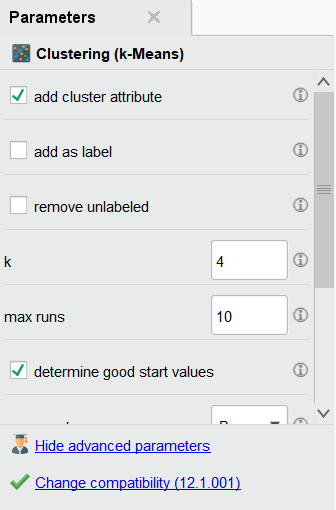 Parameters
Clustering (k-Means)
add cluster attribute
add as label
remove unlabeled
k 4
max runs 10
determine good start values
Hide advanced parameters
Change compatibility (12.1.001)